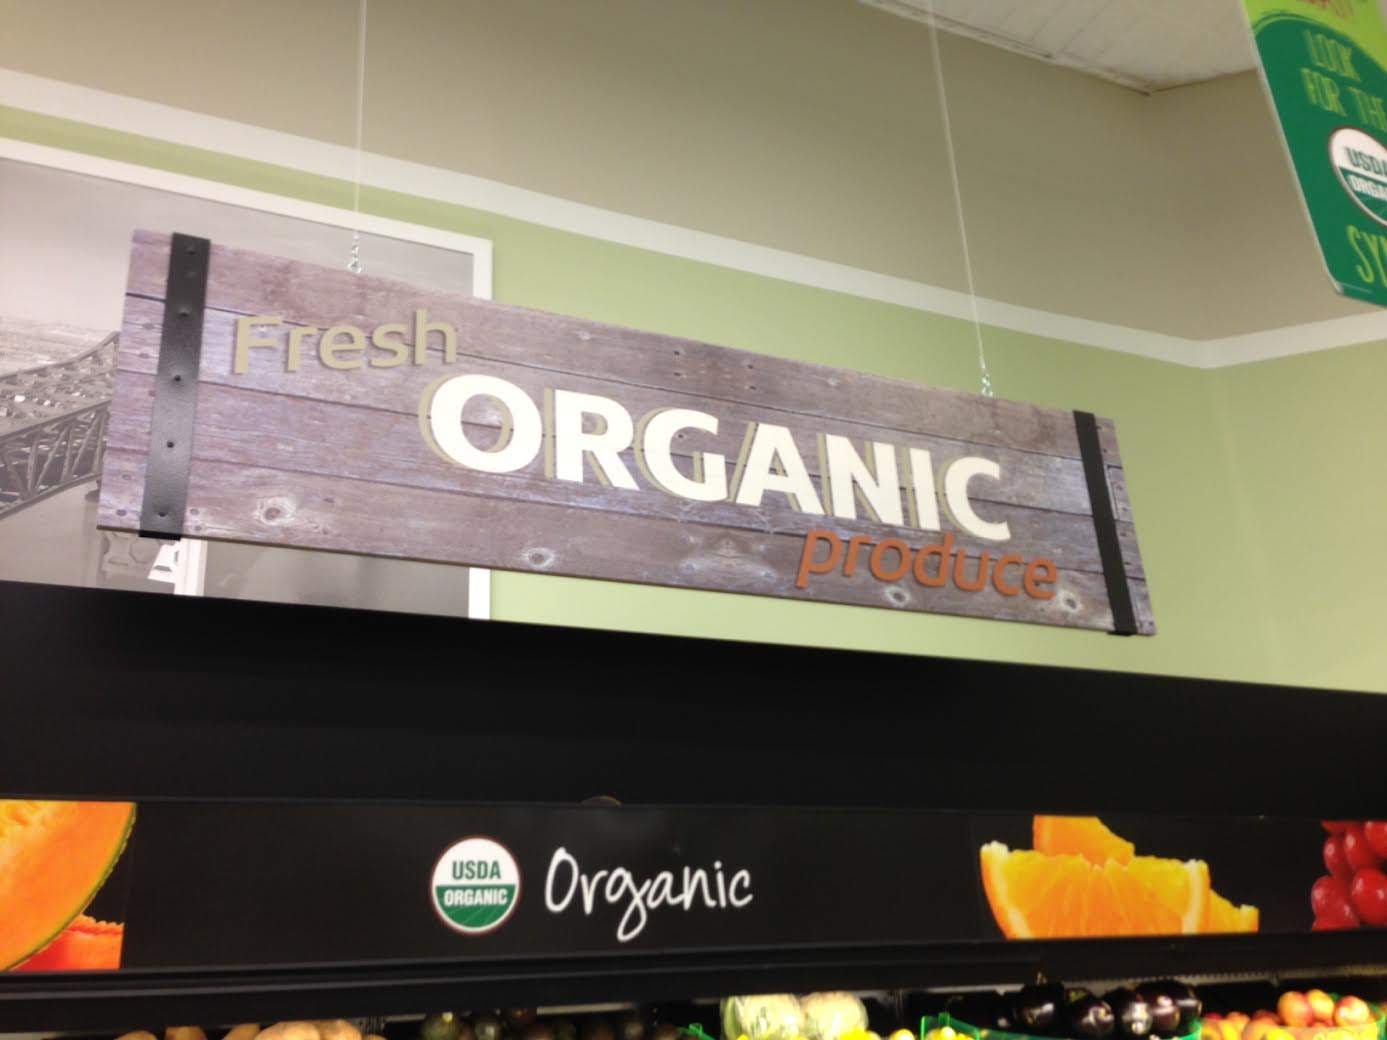 Fresh
ORGANIC
produce
LOOK
FOR THE
USDA
USDA
ORGANIC
Organic